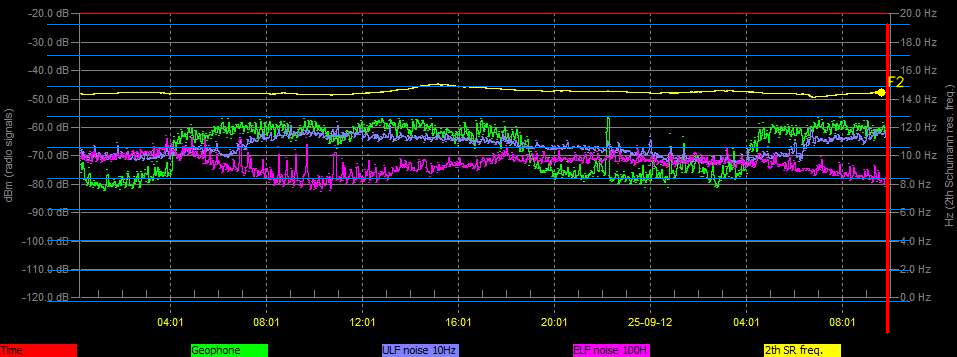 -20.0 dB 20.0 Hz
-30.0 dB 18.0 Hz
-40.0 dB 16.0 Hz
F2
-50.0 dB 14.0 Hz
-60.0 dB 12.0 Hz
-70.0 dB 10.0 Hz
-80.0 dB 8.0 Hz
-90.0 dB 6.0 Hz
-100.0 dB 4.0 Hz
-110.0 dB 2.0 Hz
-120.0 dB 0.0 Hz
dBm (radio signals)
Hz (2th Schumann res. freq.)
04:01 08:01 12:01 16:01 20:01 25-09-12 04:01 08:01
Time Geophone ULF noise 10Hz ELF noise 100H 2th SR freq.